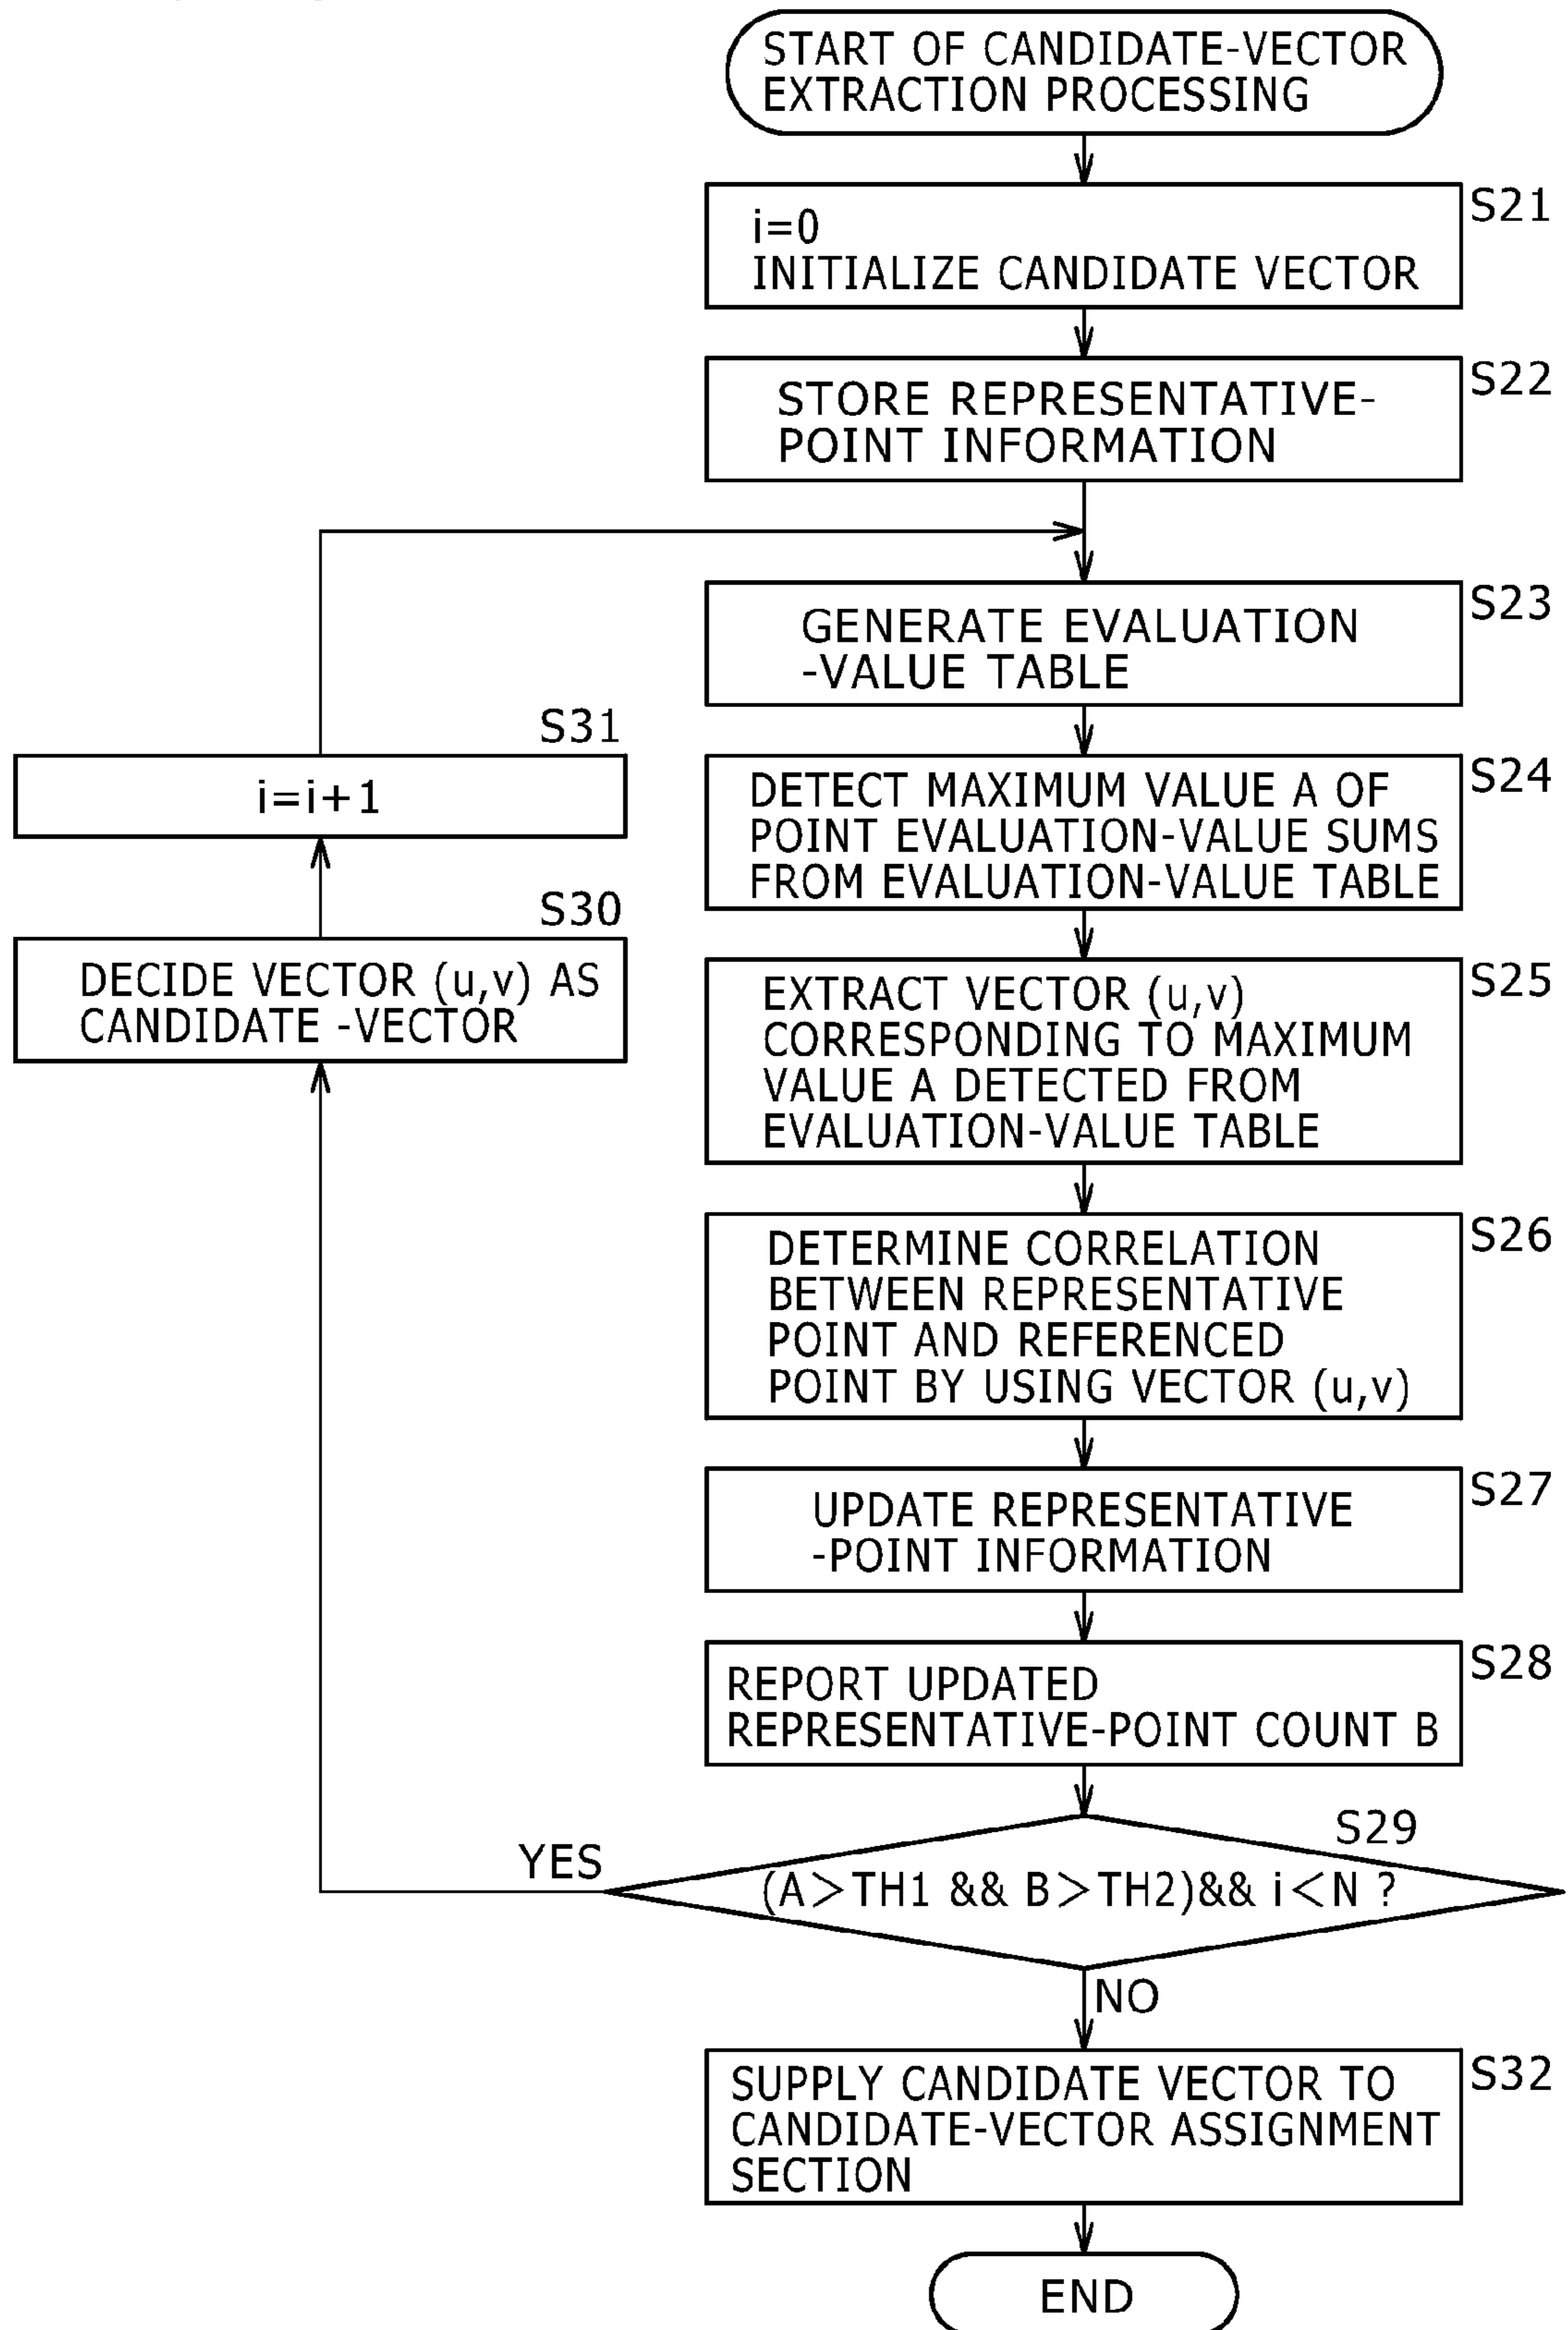 START OF CANDIDATE-VECTOR
EXTRACTION PROCESSING
S21
i=0
INITIALIZE CANDIDATE VECTOR
S22
STORE REPRESENTATIVE-
POINT INFORMATION
S23
GENERATE EVALUATION
-VALUE TABLE
S31
i=i+1
S24
DETECT MAXIMUM VALUE A OF
POINT EVALUATION-VALUE SUMS
FROM EVALUATION-VALUE TABLE
S30
DECIDE VECTOR (u,v) AS
CANDIDATE -VECTOR
S25
EXTRACT VECTOR (u,v)
CORRESPONDING TO MAXIMUM
VALUE A DETECTED FROM
EVALUATION-VALUE TABLE
S26
DETERMINE CORRELATION
BETWEEN REPRESENTATIVE
POINT AND REFERENCED
POINT BY USING VECTOR (u,v)
S27
UPDATE REPRESENTATIVE
-POINT INFORMATION
S28
REPORT UPDATED
REPRESENTATIVE-POINT COUNT B
S29
YES
(A>TH1 && B>TH2)&& i<N ?
NO
S32
SUPPLY CANDIDATE VECTOR TO
CANDIDATE-VECTOR ASSIGNMENT
SECTION
END